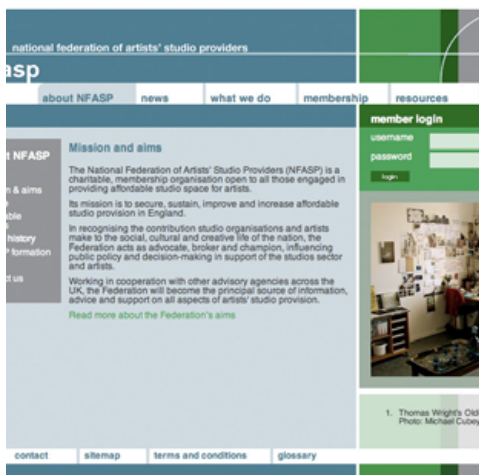 national federation of artists' studio providers
asp
about NFASP news what we do membership resources
member login
username
password
login
t NFASP
n & aims
able
history
formation
ct us
Mission and aims
The National Federation of Artists' Studio Providers (NFASP) is a
charitable, membership organisation open to all those engaged in
providing affordable studio space for artists.
Its mission is to secure, sustain, improve and increase affordable
studio provision in England.
In recognising the contribution studio organisations and artists
make to the social, cultural and creative life of the nation, the
Federation acts as advocate, broker and champion, influencing
public policy and decision-making in support of the studios sector
and artists.
Working in cooperation with other advisory agencies across the
UK, the Federation will become the principal source of information,
advice and support on all aspects of artists' studio provision.
Read more about the Federation's aims
1. Thomas Wright's Old
Photo: Michael Cubey
contact sitemap terms and conditions glossary